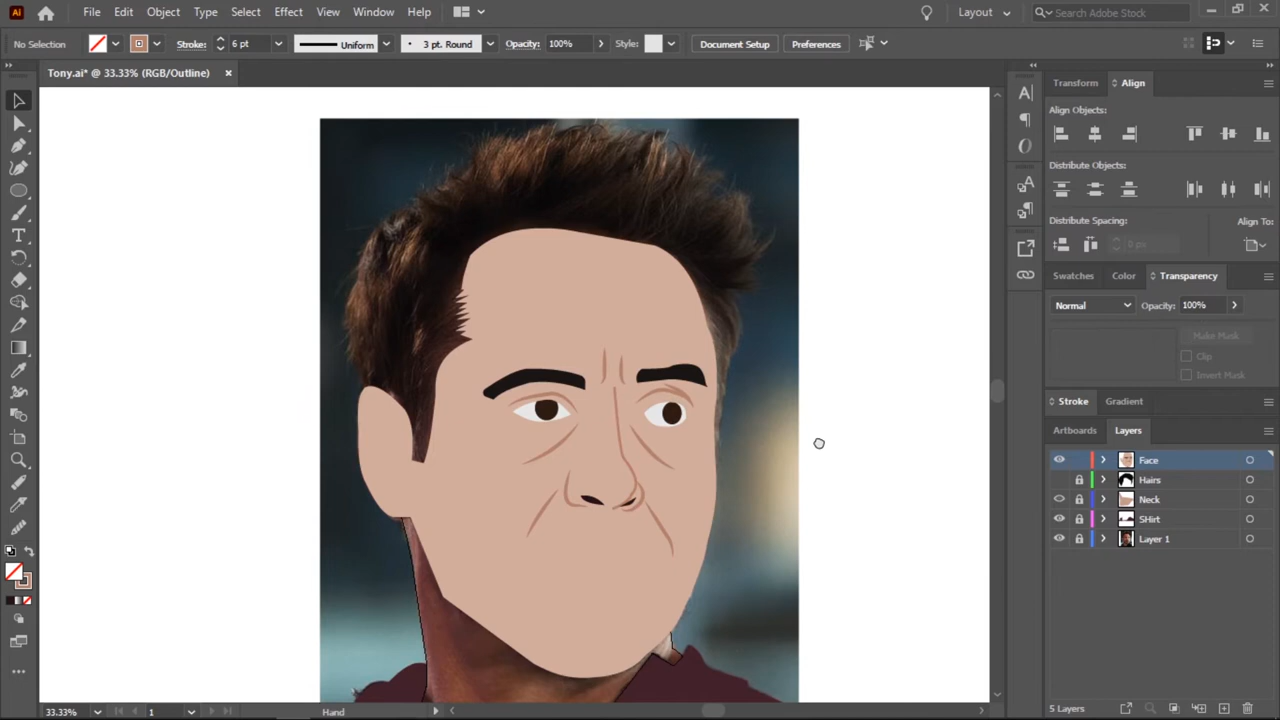 Ai File Edit Object Type Select Effect View Window Help Layout Search Adobe Stock
No Selection Stroke: 6 pt Uniform 3 pt. Round Opacity: 100% Style: Document Setup Preferences
Tony.ai* @ 33.33% (RGB/Outline)
Transform Align
Align Objects:
Distribute Objects:
Distribute Spacing: Align To:
0 px
Swatches Color Transparency
Normal Opacity: 100%
Make Mask
Clip
Invert Mask
Stroke Gradient
Artboards Layers
Face
Hairs
Neck
SHirt
Layer 1
33.33% 1 Hand 5 Layers